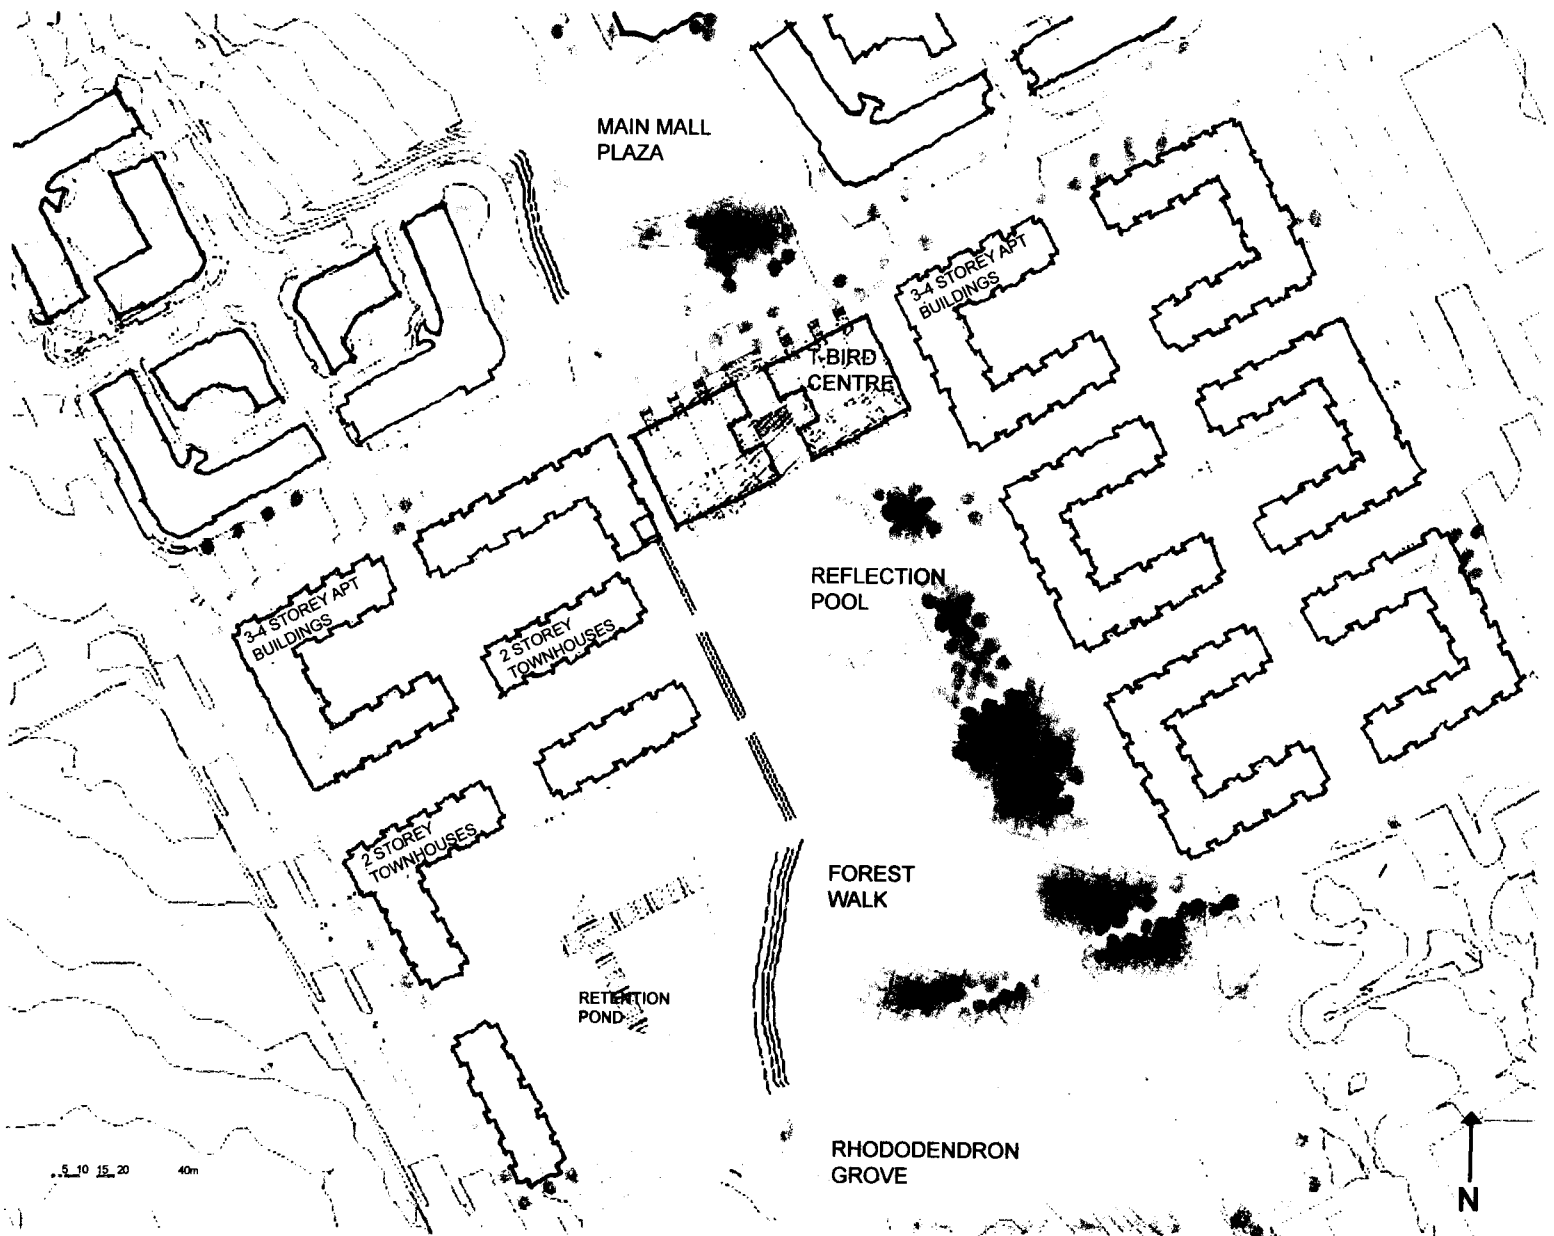 MAIN MALL
PLAZA
3-4 STOREY APT
BUILDINGS
T-BIRD
CENTRE
REFLECTION
POOL
3-4 STOREY APT
BUILDINGS
2 STOREY
TOWNHOUSES
2 STOREY
TOWNHOUSES
FOREST
WALK
RETENTION
POND
RHODODENDRON
GROVE
5 10 15 20 40m
N